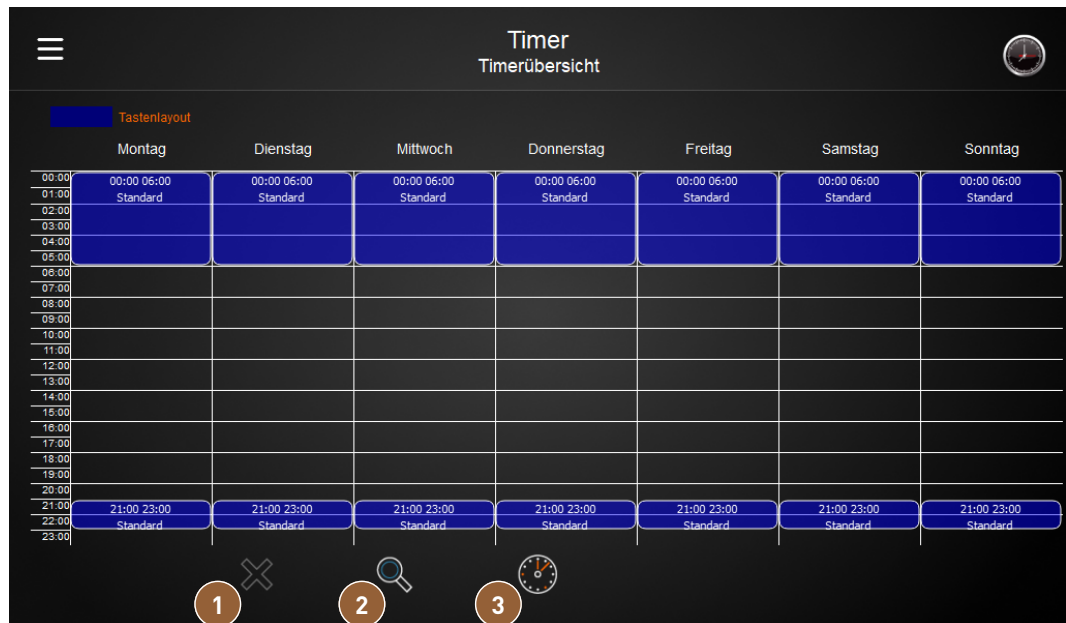 Timer
Timerübersicht
Tastenlayout
Montag Dienstag Mittwoch Donnerstag Freitag Samstag Sonntag
00:00
01:00
02:00
03:00
04:00
05:00
06:00
07:00
08:00
09:00
10:00
11:00
12:00
13:00
14:00
15:00
16:00
17:00
18:00
19:00
20:00
21:00
22:00
23:00
00:00 06:00 00:00 06:00 00:00 06:00 00:00 06:00 00:00 06:00 00:00 06:00 00:00 06:00
Standard Standard Standard Standard Standard Standard Standard
21:00 23:00 21:00 23:00 21:00 23:00 21:00 23:00 21:00 23:00 21:00 23:00 21:00 23:00
Standard Standard Standard Standard Standard Standard Standard
1 2 3